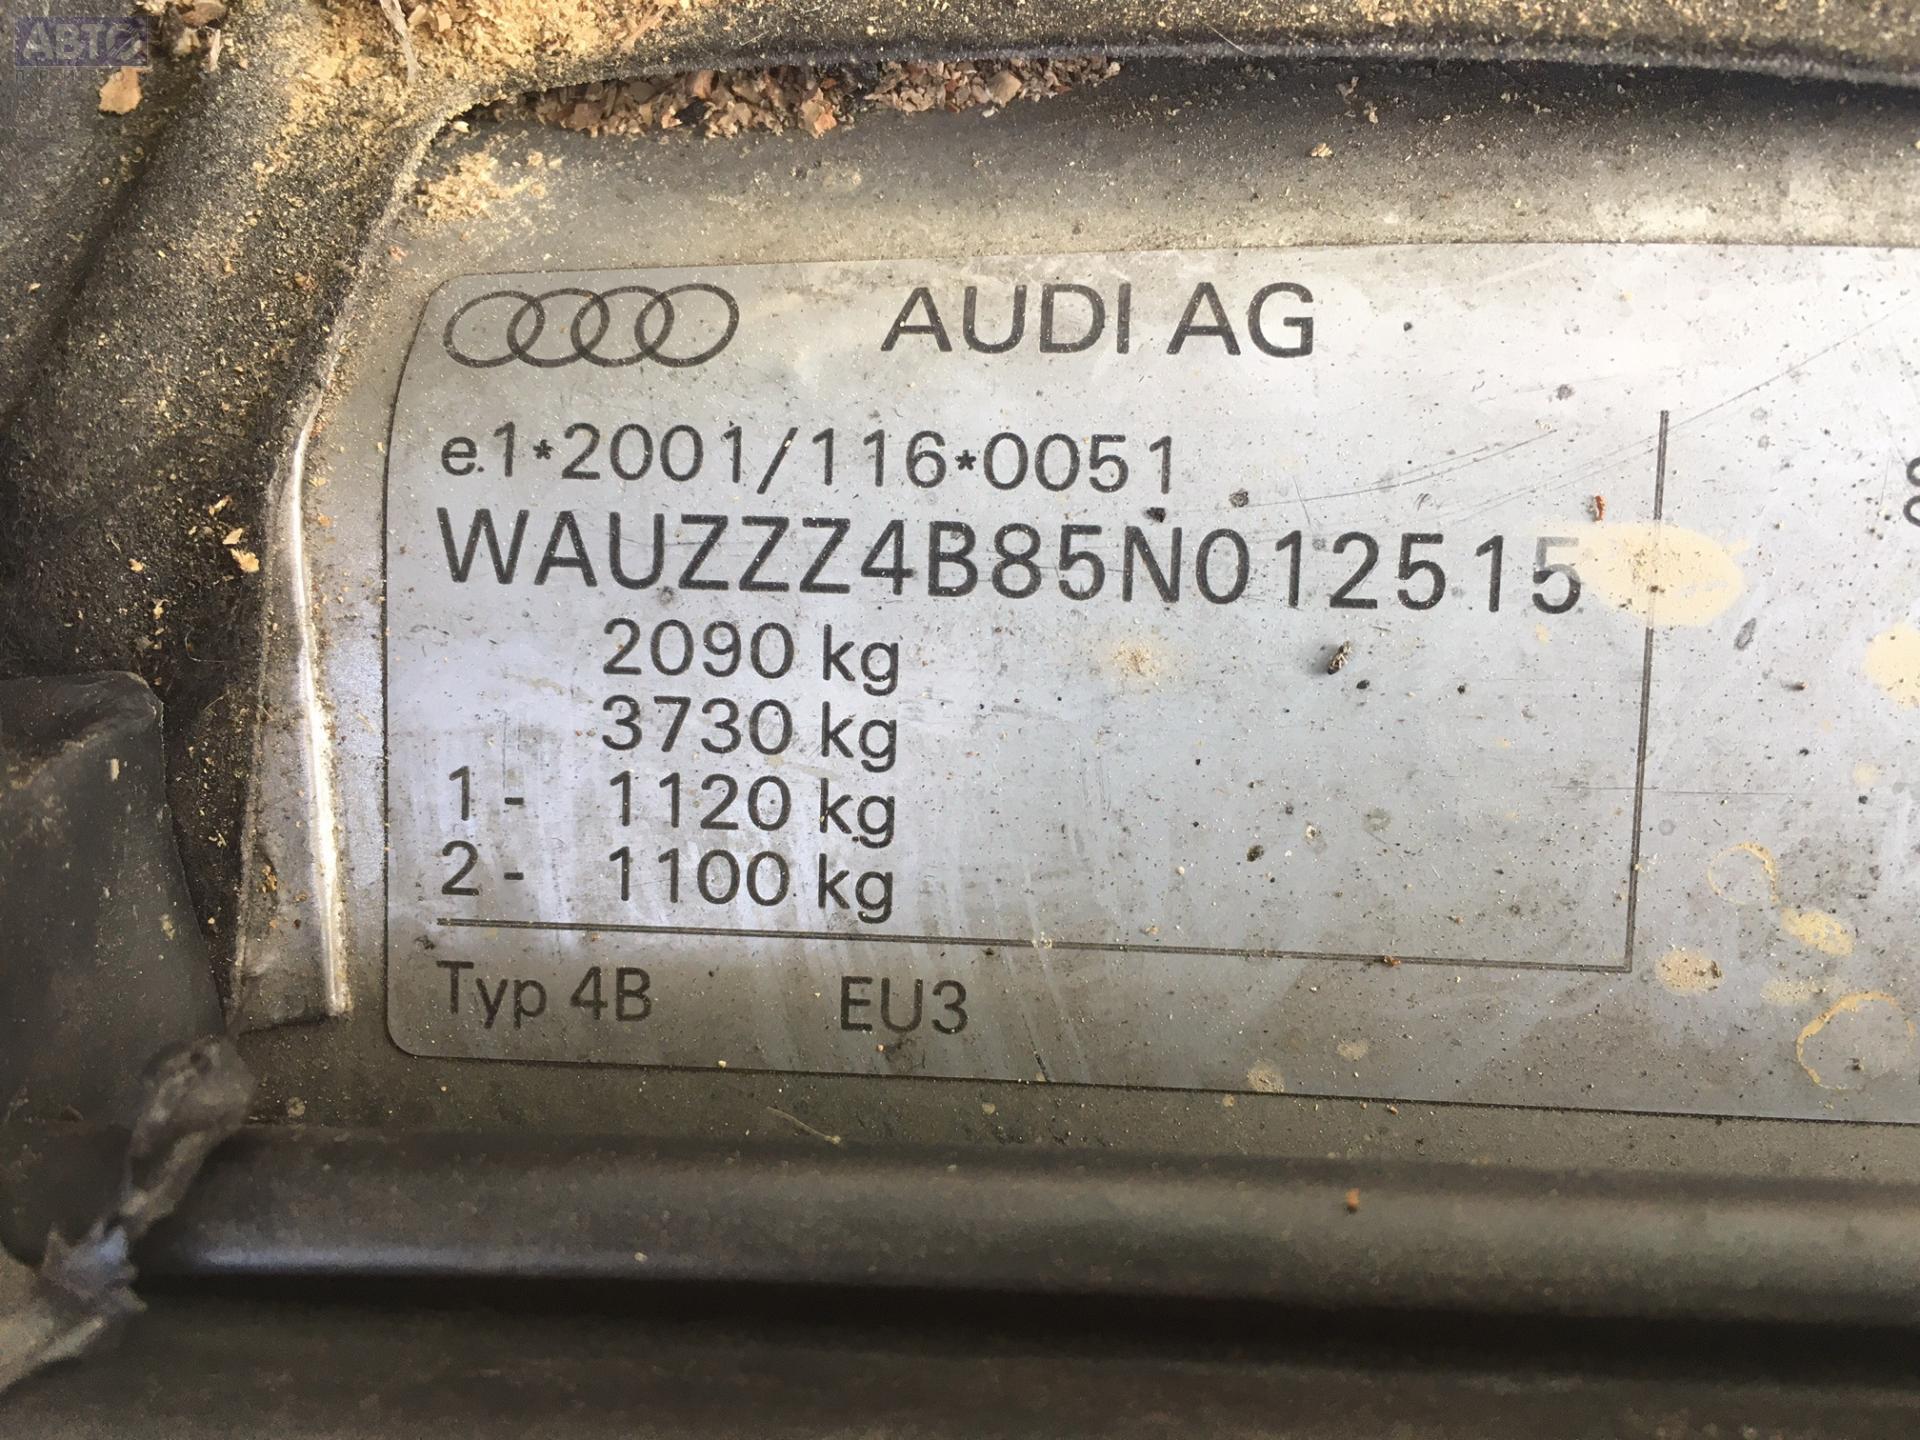 АВТО
AUDI AG
e1*2001/116*0051
WAUZZZ4B85N012515
2090 kg
3730 kg
1- 1120 kg
2- 1100 kg
Typ 4B EU3